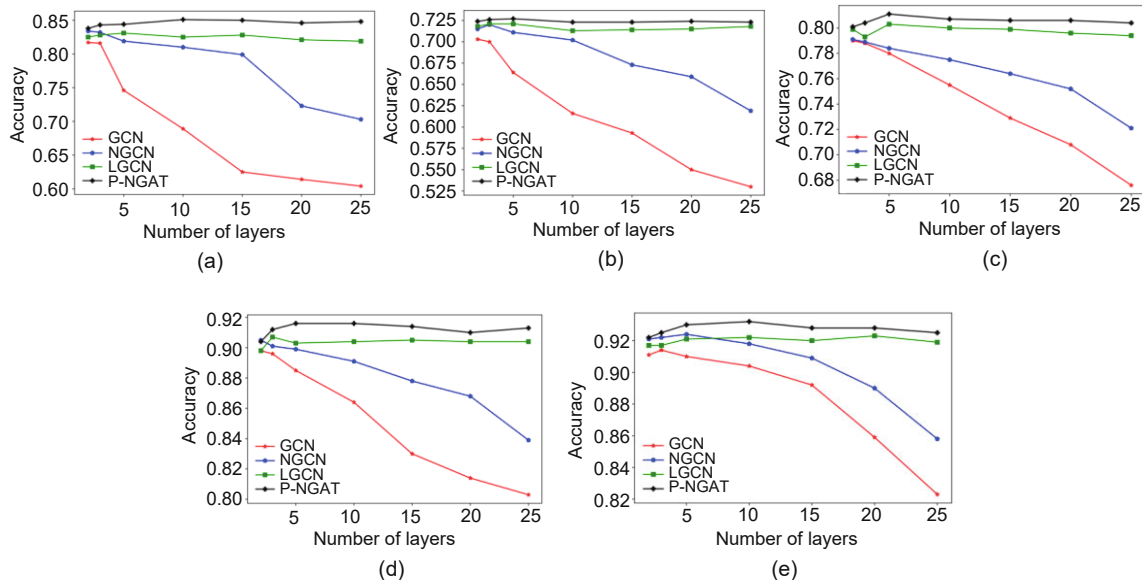 Accuracy
0.85
0.80
0.75
0.70
0.65
0.60
GCN
NGCN
LGCN
P-NGAT
5 10 15 20 25
Number of layers
(a)
Accuracy
0.725
0.700
0.675
0.650
0.625
0.600
0.575
0.550
0.525
GCN
NGCN
LGCN
P-NGAT
5 10 15 20 25
Number of layers
(b)
Accuracy
0.80
0.78
0.76
0.74
0.72
0.70
0.68
GCN
NGCN
LGCN
P-NGAT
5 10 15 20 25
Number of layers
(c)
Accuracy
0.92
0.90
0.88
0.86
0.84
0.82
0.80
GCN
NGCN
LGCN
P-NGAT
5 10 15 20 25
Number of layers
(d)
Accuracy
0.92
0.90
0.88
0.86
0.84
0.82
GCN
NGCN
LGCN
P-NGAT
5 10 15 20 25
Number of layers
(e)